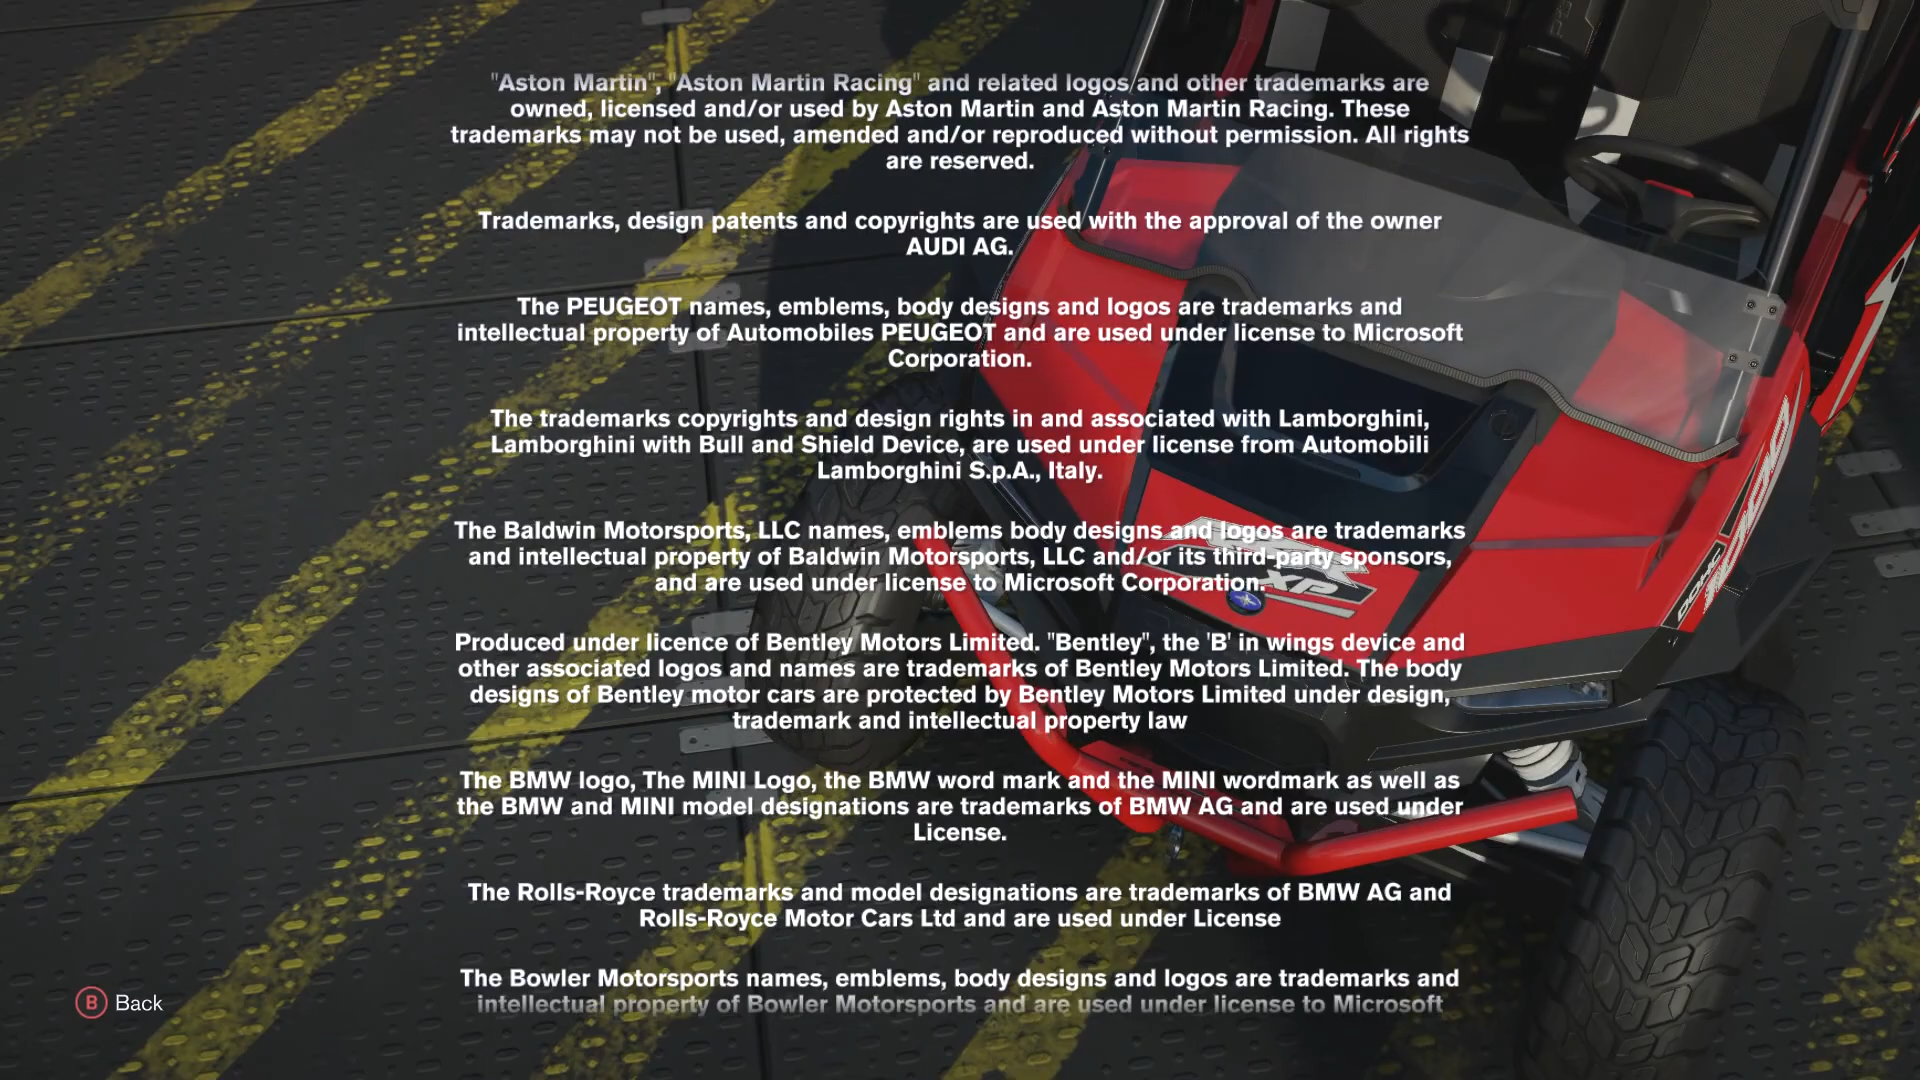 "Aston Martin", "Aston Martin Racing" and related logos and other trademarks are
owned, licensed and/or used by Aston Martin and Aston Martin Racing. These
trademarks may not be used, amended and/or reproduced without permission. All rights
are reserved.
Trademarks, design patents and copyrights are used with the approval of the owner
AUDI AG.
The PEUGEOT names, emblems, body designs and logos are trademarks and
intellectual property of Automobiles PEUGEOT and are used under license to Microsoft
Corporation.
The trademarks copyrights and design rights in and associated with Lamborghini,
Lamborghini with Bull and Shield Device, are used under license from Automobili
Lamborghini S.p.A., Italy.
The Baldwin Motorsports, LLC names, emblems body designs and logos are trademarks
and intellectual property of Baldwin Motorsports, LLC and/or its third-party sponsors,
and are used under license to Microsoft Corporation.
XP
Produced under licence of Bentley Motors Limited. "Bentley", the 'B' in wings device and
other associated logos and names are trademarks of Bentley Motors Limited. The body
designs of Bentley motor cars are protected by Bentley Motors Limited under design,
trademark and intellectual property law
The BMW logo, The MINI Logo, the BMW word mark and the MINI wordmark as well as
the BMW and MINI model designations are trademarks of BMW AG and are used under
License.
The Rolls-Royce trademarks and model designations are trademarks of BMW AG and
Rolls-Royce Motor Cars Ltd and are used under License
The Bowler Motorsports names, emblems, body designs and logos are trademarks and
intellectual property of Bowler Motorsports and are used under license to Microsoft
B Back